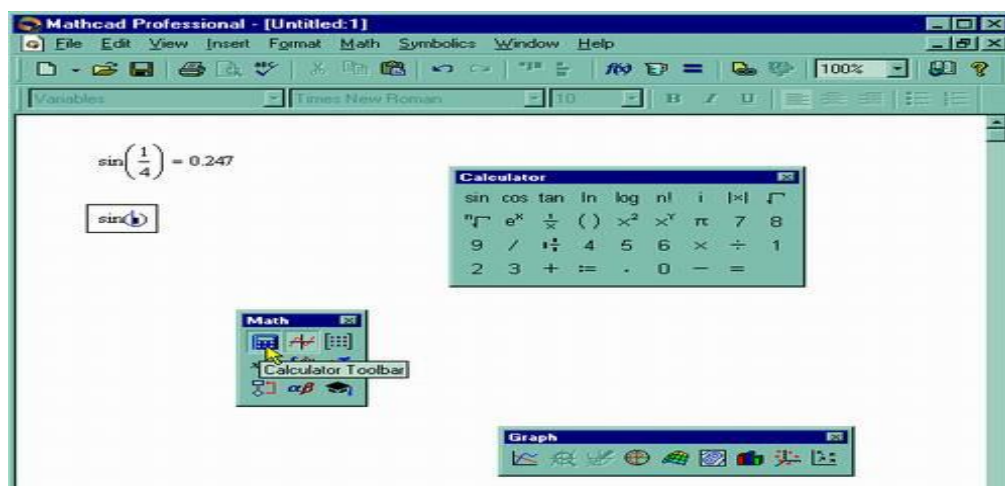 Mathcad Professional - [Untitled:1]
File Edit View Insert Format Math Symbolics Window Help
100%
Variables Times New Roman 10 B I U
sin(1/4) = 0.247
sin( )
Calculator
sin cos tan ln log n! i |×| √
ⁿ√ eˣ 1/x ( ) ×² ×ʸ π 7 8
9 / 4 5 6 × ÷ 1
2 3 + := . 0 − =
Math
Calculator Toolbar
αβ
Graph